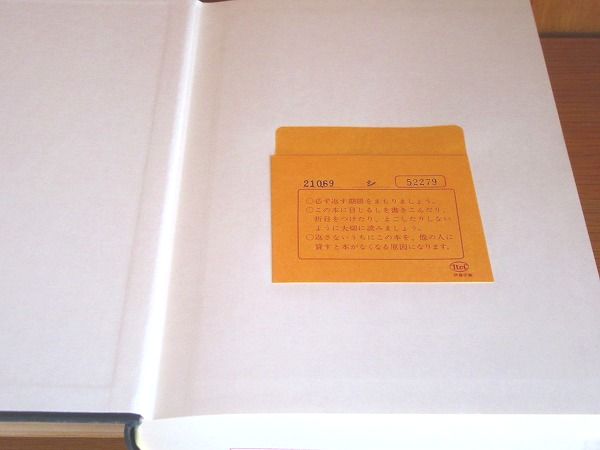 21069 シ 52279
○必ず返す期限をまもりましょう。
○この本に目じるしを書きこんだり、
折目をつけたり、よごしたりしない
ように大切に読みましょう。
○返さないうちにこの本を、他の人に
貸すと本がなくなる原因になります。